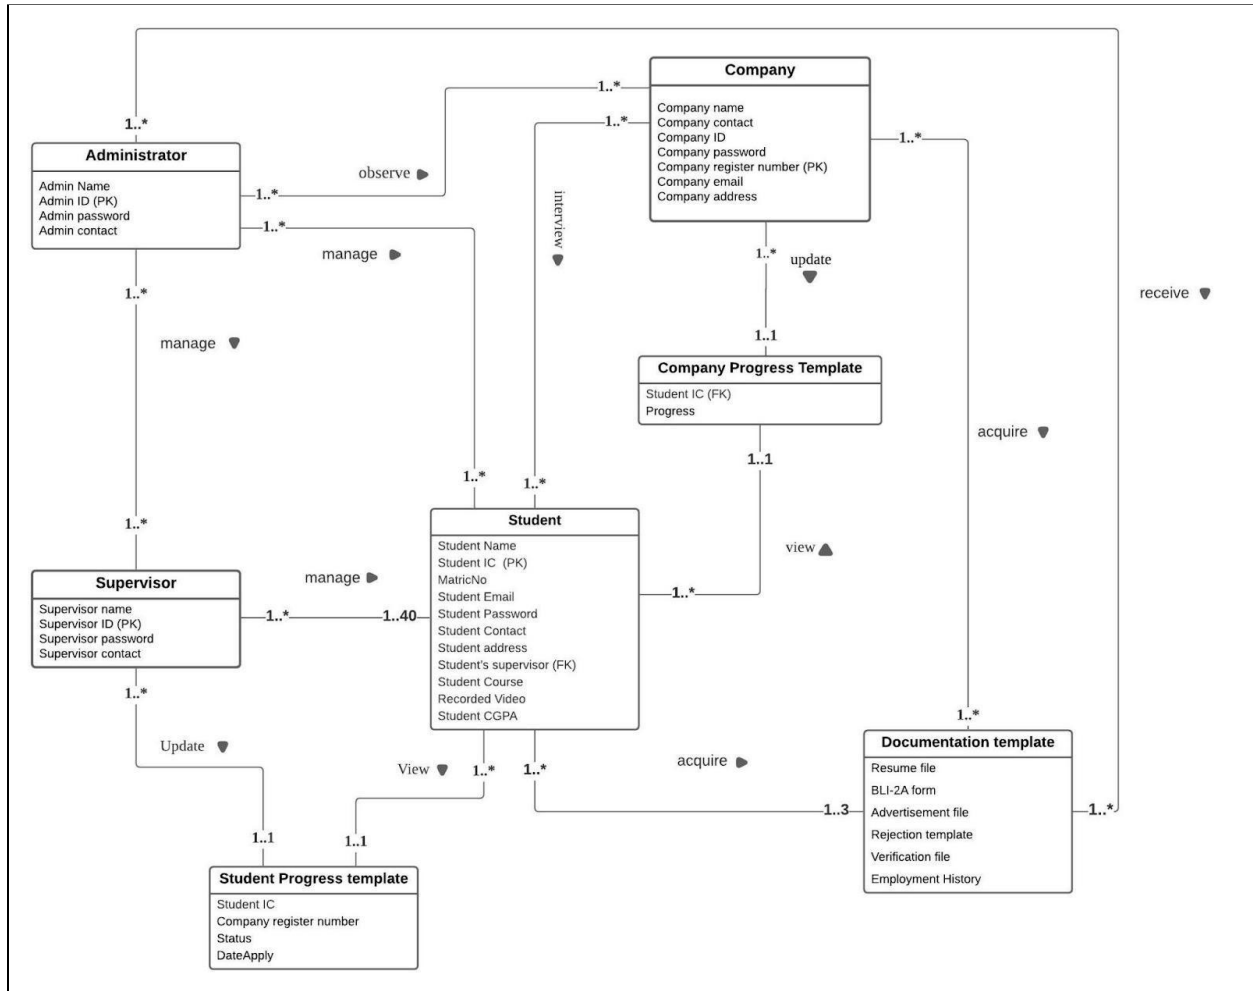 Company
Company name
Company contact
Company ID
Company password
Company register number (PK)
Company email
Company address
1..*
1..*
1..*
1..*
Administrator
Admin Name
Admin ID (PK)
Admin password
Admin contact
observe
1..*
1..*
manage
interview
1..*
update
receive
1..*
manage
1..1
Company Progress Template
Student IC (FK)
Progress
acquire
1..1
1..*
1..*
1..*
Student
Student Name
Student IC (PK)
MatricNo
Student Email
Student Password
Student Contact
Student address
Student's supervisor (FK)
Student Course
Recorded Video
Student CGPA
view
1..*
Supervisor
Supervisor name
Supervisor ID (PK)
Supervisor password
Supervisor contact
manage
1..*
1..40
1..*
Update
View
1..*
1..*
acquire
1..*
Documentation template
Resume file
BLI-2A form
Advertisement file
Rejection template
Verification file
Employment History
1..3
1..*
1..1
1..1
Student Progress template
Student IC
Company register number
Status
DateApply